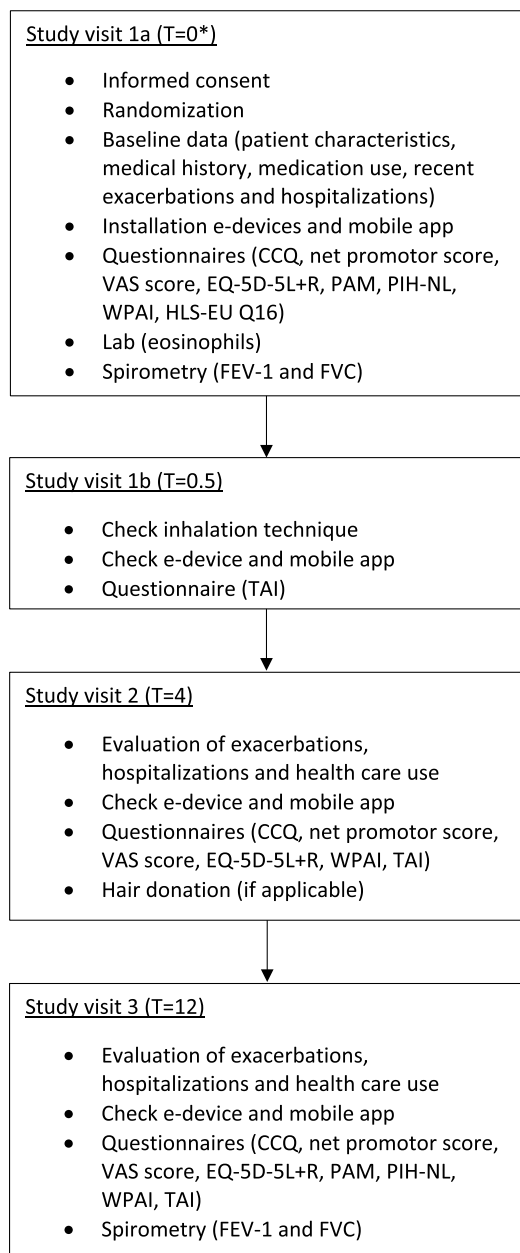 Study visit 1a (T=0*)
• Informed consent
• Randomization
• Baseline data (patient characteristics,
medical history, medication use, recent
exacerbations and hospitalizations)
• Installation e-devices and mobile app
• Questionnaires (CCQ, net promotor score,
VAS score, EQ-5D-5L+R, PAM, PIH-NL,
WPAI, HLS-EU Q16)
• Lab (eosinophils)
• Spirometry (FEV-1 and FVC)
Study visit 1b (T=0.5)
• Check inhalation technique
• Check e-device and mobile app
• Questionnaire (TAI)
Study visit 2 (T=4)
• Evaluation of exacerbations,
hospitalizations and health care use
• Check e-device and mobile app
• Questionnaires (CCQ, net promotor score,
VAS score, EQ-5D-5L+R, WPAI, TAI)
• Hair donation (if applicable)
Study visit 3 (T=12)
• Evaluation of exacerbations,
hospitalizations and health care use
• Check e-device and mobile app
• Questionnaires (CCQ, net promotor score,
VAS score, EQ-5D-5L+R, PAM, PIH-NL,
WPAI, TAI)
• Spirometry (FEV-1 and FVC)